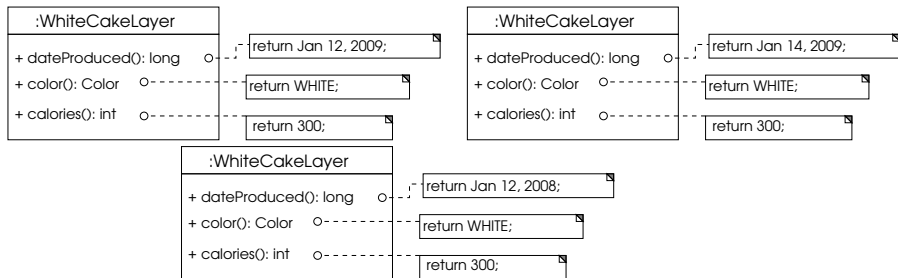 :WhiteCakeLayer
+ dateProduced(): long
return Jan 12, 2009;
+ color(): Color
return WHITE;
+ calories(): int
return 300;
:WhiteCakeLayer
+ dateProduced(): long
return Jan 14, 2009;
+ color(): Color
return WHITE;
+ calories(): int
return 300;
:WhiteCakeLayer
+ dateProduced(): long
return Jan 12, 2008;
+ color(): Color
return WHITE;
+ calories(): int
return 300;